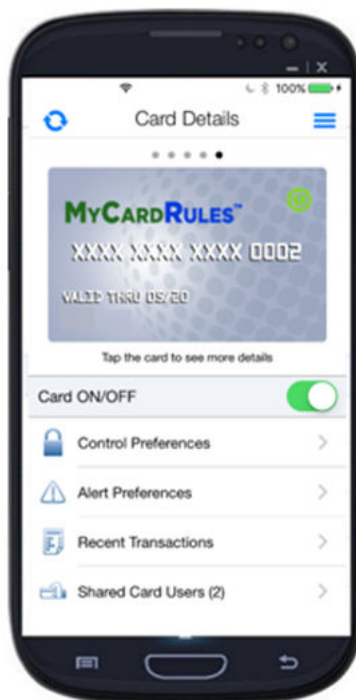 100%
Card Details
MyCardRules™
XXXX XXXX XXXX 0002
VALID THRU 05/20
Tap the card to see more details
Card ON/OFF
Control Preferences
Alert Preferences
Recent Transactions
Shared Card Users (2)